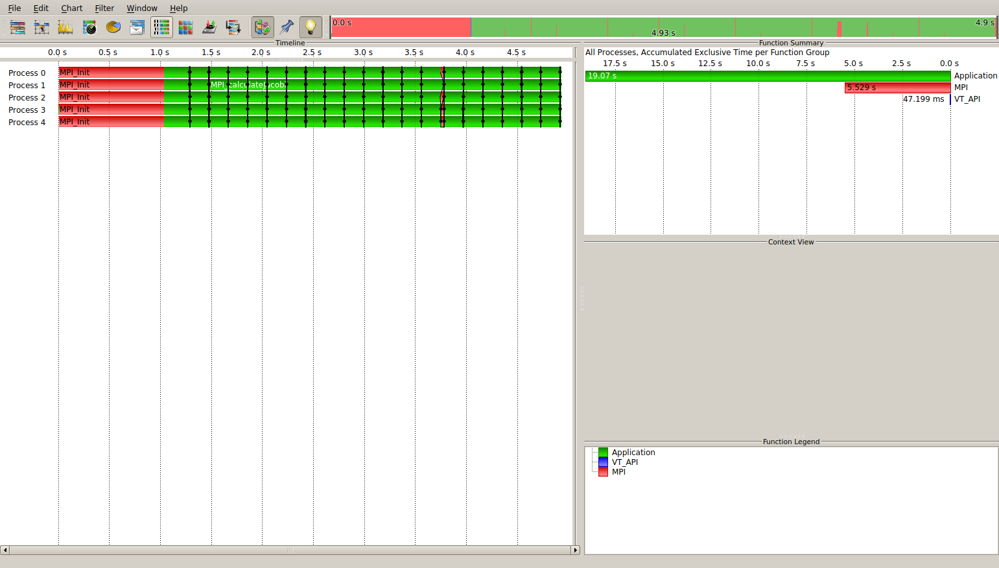 File Edit Chart Filter Window Help
0.0 s 4.93 s 4.9 s
Timeline
0.0 s 0.5 s 1.0 s 1.5 s 2.0 s 2.5 s 3.0 s 3.5 s 4.0 s 4.5 s
Process 0 MPI_Init
Process 1 MPI_Init MPI_calculateJacob
Process 2 MPI_Init
Process 3 MPI_Init
Process 4 MPI_Init
Function Summary
All Processes, Accumulated Exclusive Time per Function Group
17.5 s 15.0 s 12.5 s 10.0 s 7.5 s 5.0 s 2.5 s 0.0 s
19.07 s Application
5.529 s MPI
47.199 ms VT_API
Context View
Function Legend
Application
VT_API
MPI